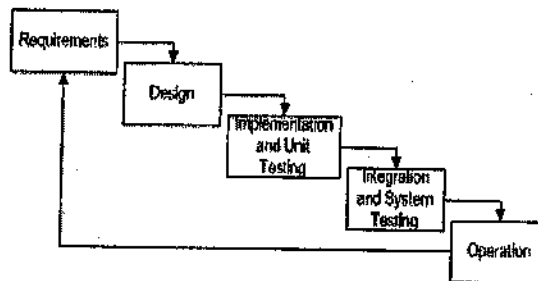 Requirements
Design
Implementation
and Unit
Testing
Integration
and System
Testing
Operation